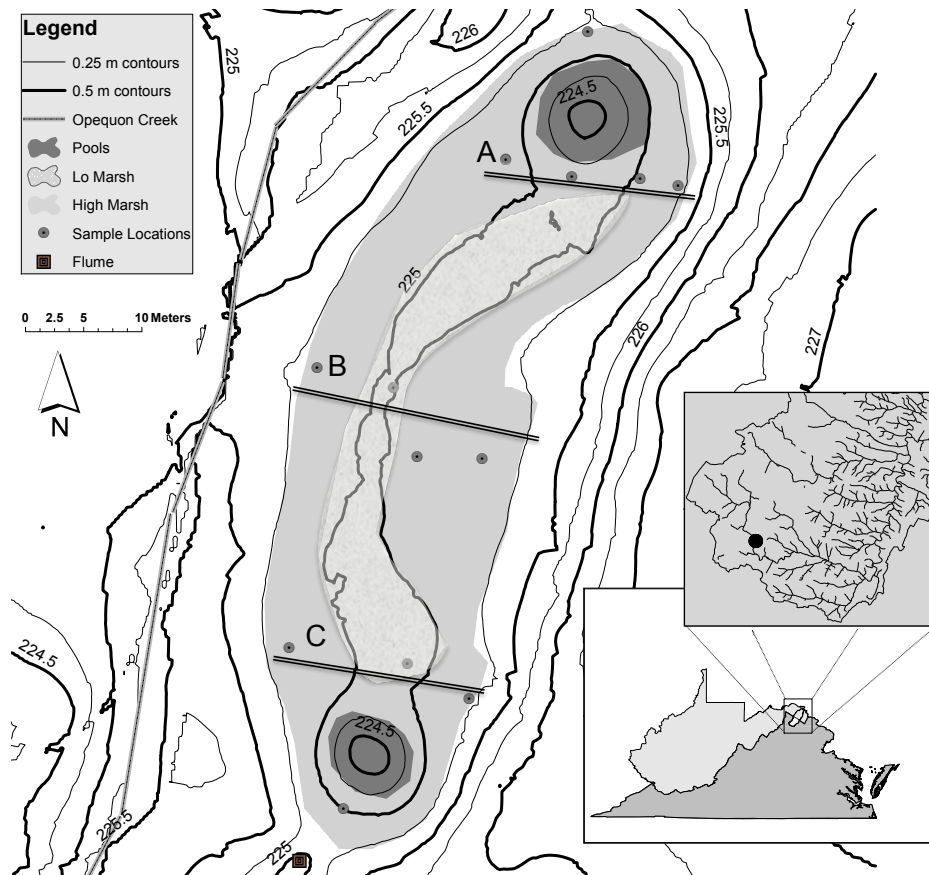 Legend
0.25 m contours
0.5 m contours
Opequon Creek
Pools
Lo Marsh
High Marsh
Sample Locations
Flume
0 2.5 5 10 Meters
N
225
226
225.5
224.5
225.5
A
225
226
227
B
C
224.5
224.5
225.5
225